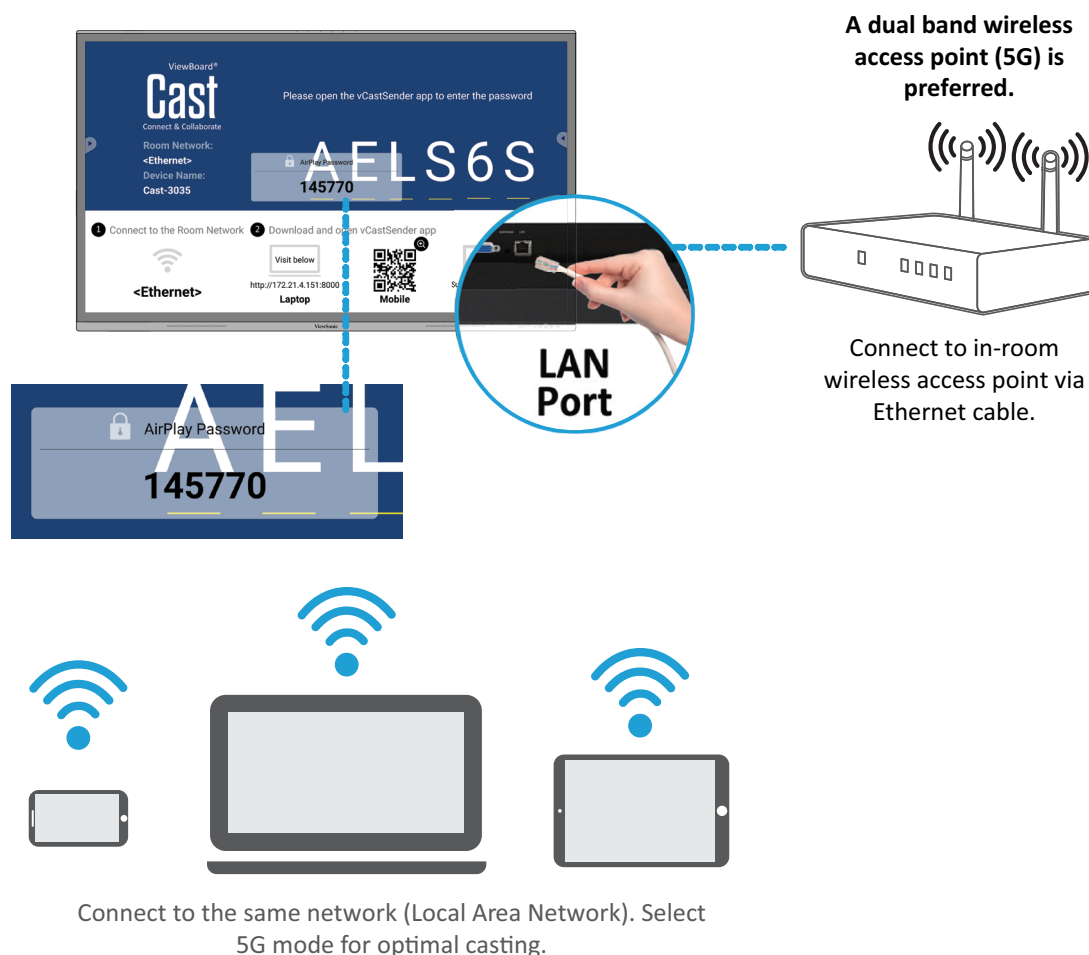 A dual band wireless
access point (5G) is
preferred.
ViewBoard®
Cast
Connect & Collaborate
Please open the vCastSender app to enter the password
Room Network:
<Ethernet>
Device Name:
Cast-3035
AELS6S
AirPlay Password
145770
1 Connect to the Room Network
2 Download and open vCastSender app
Visit below
http://172.21.4.151:8000
Laptop
Mobile
<Ethernet>
ViewSonic
LAN
LAN
Port
Connect to in-room
wireless access point via
Ethernet cable.
AEL
AirPlay Password
145770
Connect to the same network (Local Area Network). Select
5G mode for optimal casting.